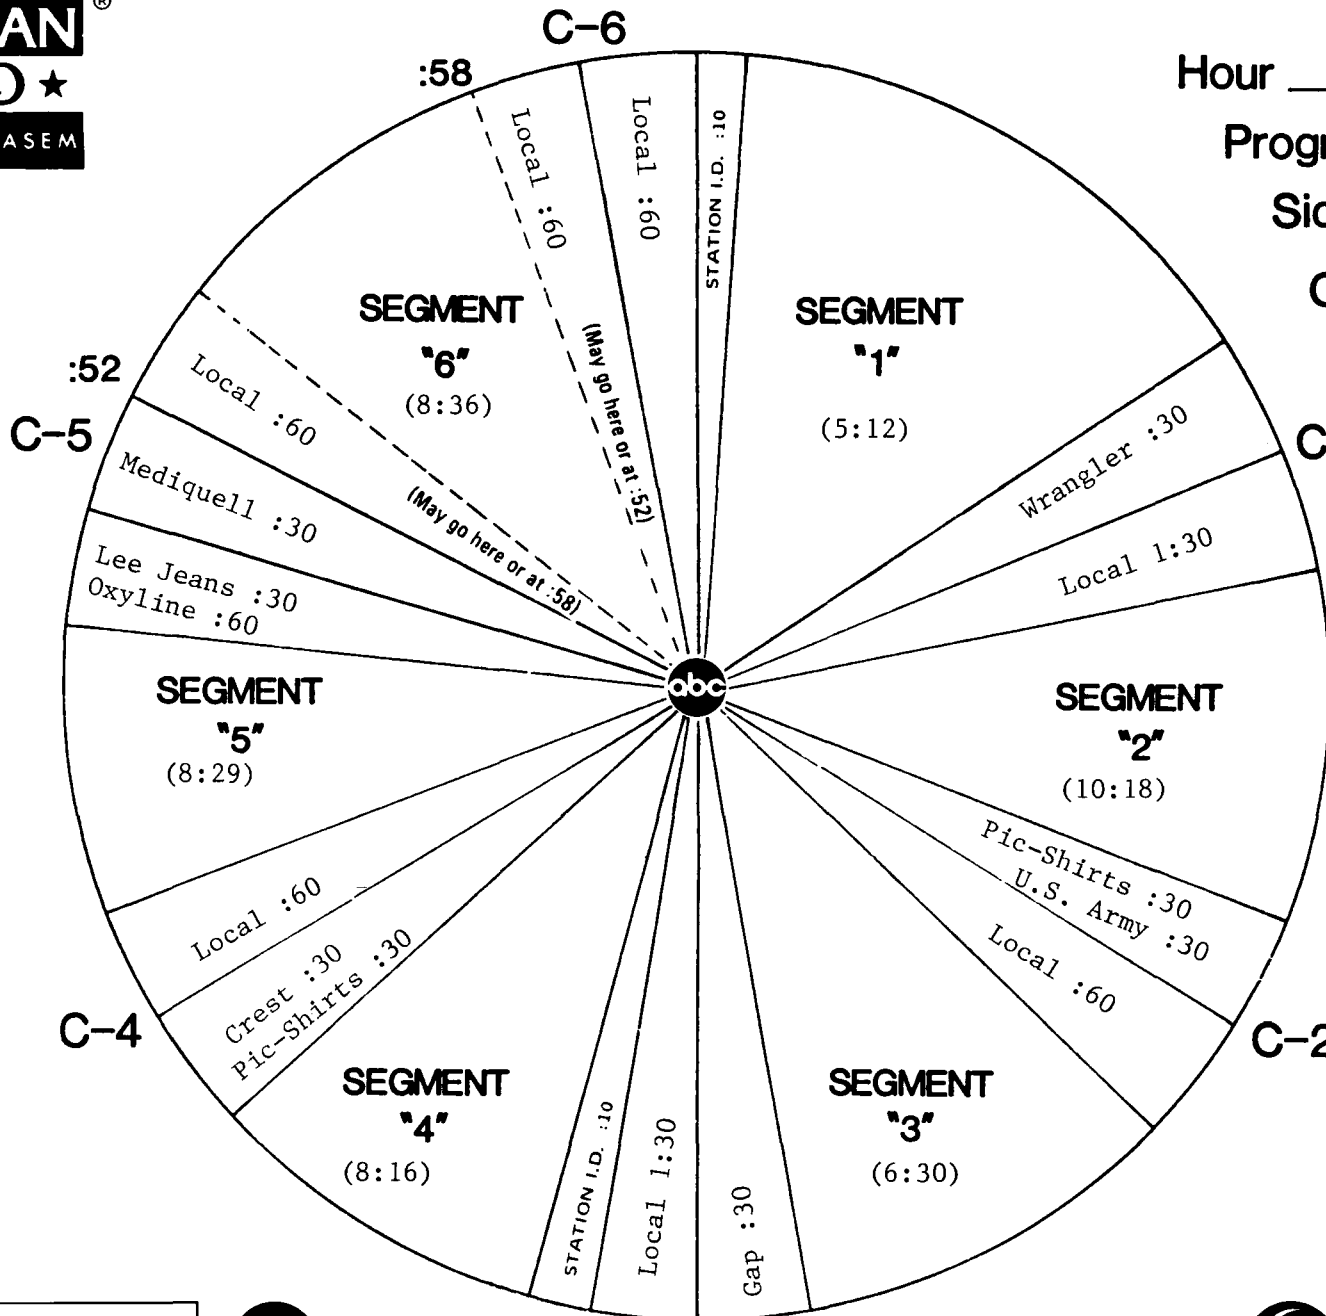 AN ®
★
ASEM
C-6
:58
Hour
Local :60
Local :60
STATION I.D. :10
SEGMENT
"1"
(5:12)
SEGMENT
"6"
(8:36)
(May go here or at :52)
:52
Local :60
(May go here or at :58)
C-5
Mediquell :30
Lee Jeans :30
Oxyline :60
Wrangler :30
Local 1:30
abc
SEGMENT
"5"
(8:29)
SEGMENT
"2"
(10:18)
Pic-Shirts :30
U.S. Army :30
Local :60
C-2
Local :60
Crest :30
Pic-Shirts :30
C-4
SEGMENT
"4"
(8:16)
SEGMENT
"3"
(6:30)
STATION I.D. :10
Local 1:30
Gap :30